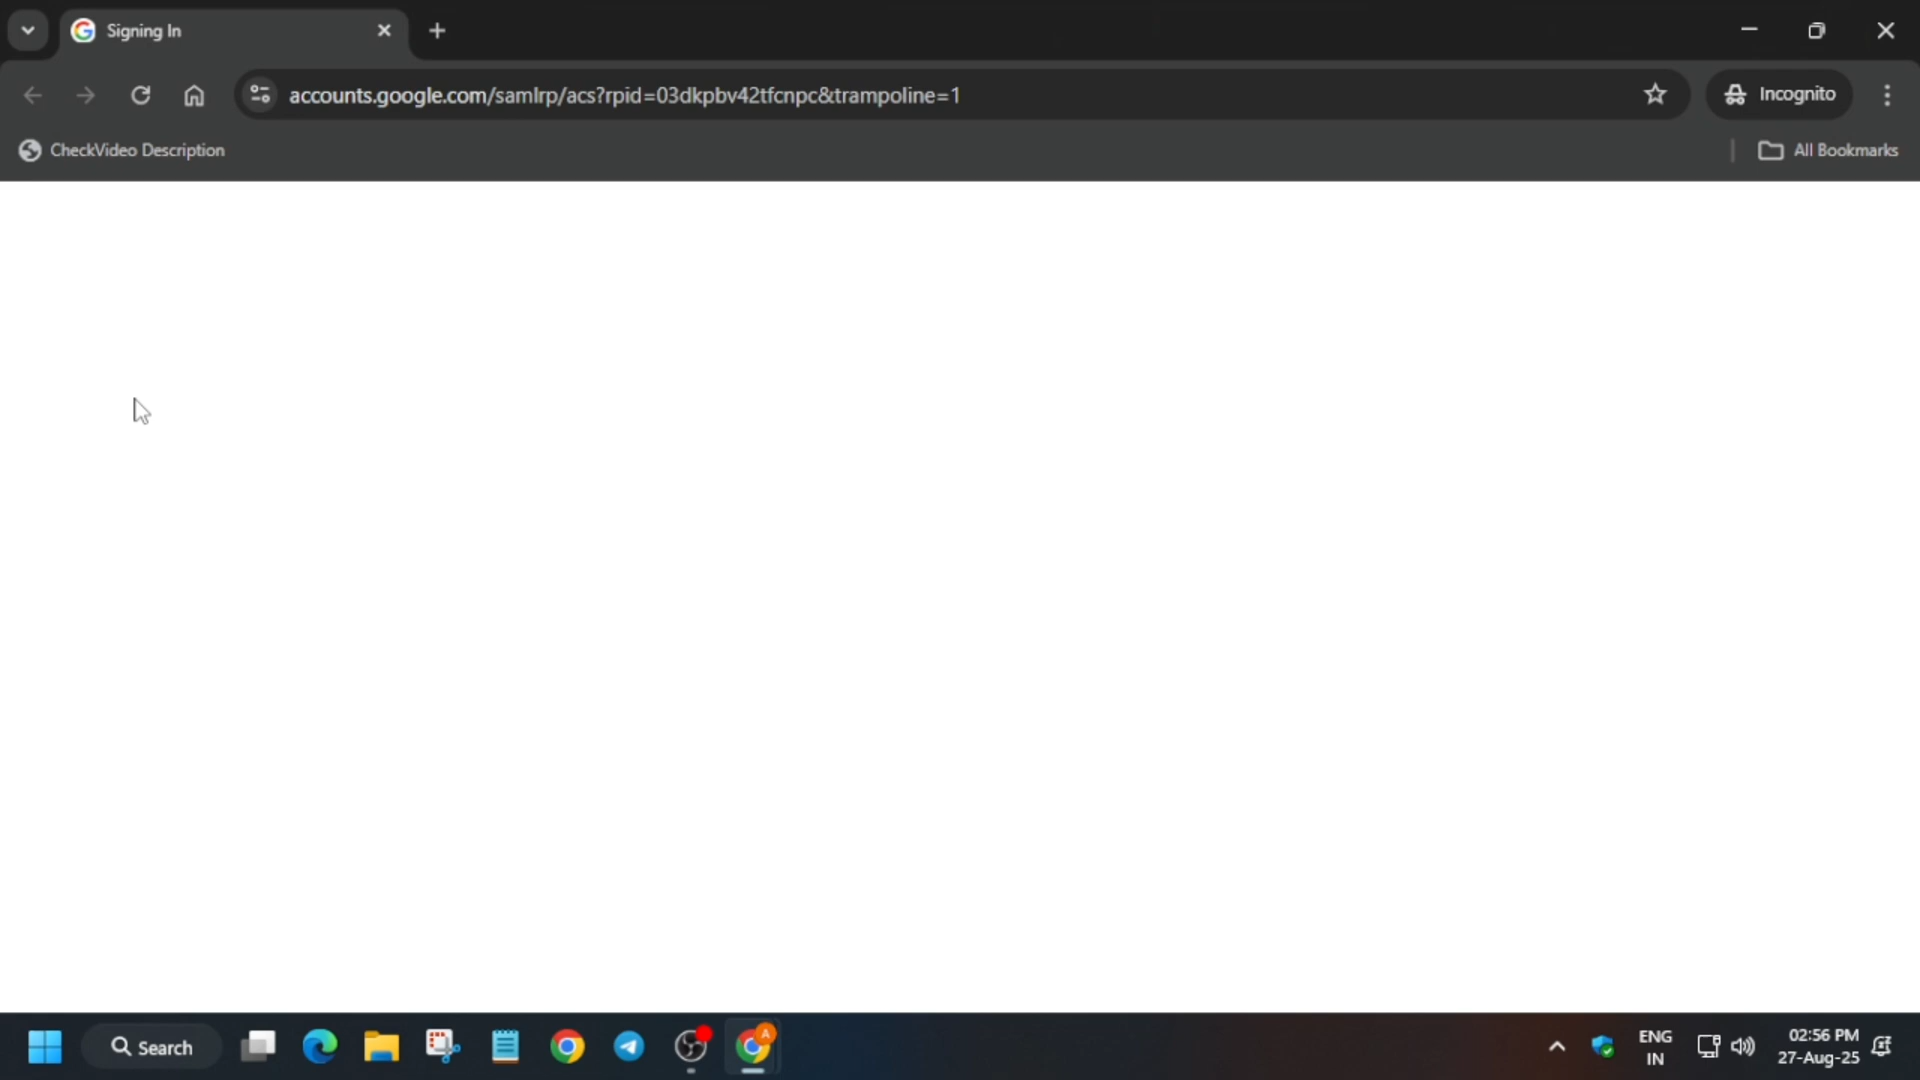 Signing In
accounts.google.com/samlrp/acs?rpid=03dkpbv42tfcnpc&trampoline=1
Incognito
CheckVideo Description
All Bookmarks
Search
A
ENG
IN
02:56 PM
27-Aug-25